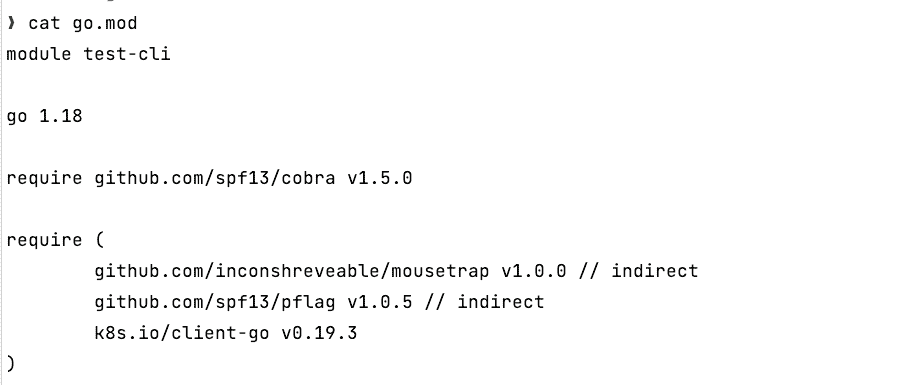 ❯ cat go.mod
module test-cli
go 1.18
require github.com/spf13/cobra v1.5.0
require (
github.com/inconshreveable/mousetrap v1.0.0 // indirect
github.com/spf13/pflag v1.0.5 // indirect
k8s.io/client-go v0.19.3
)